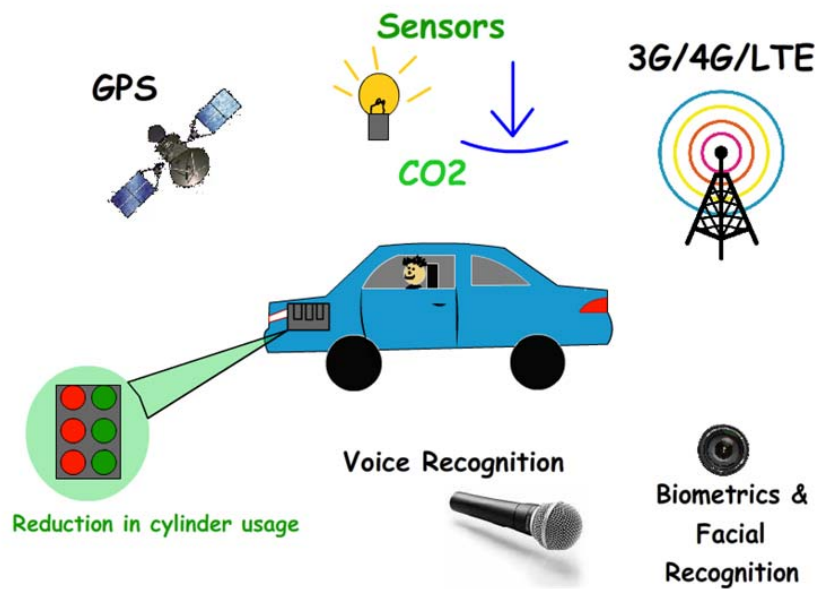 Sensors
GPS
3G/4G/LTE
CO2
Voice Recognition
Reduction in cylinder usage
Biometrics &
Facial
Recognition